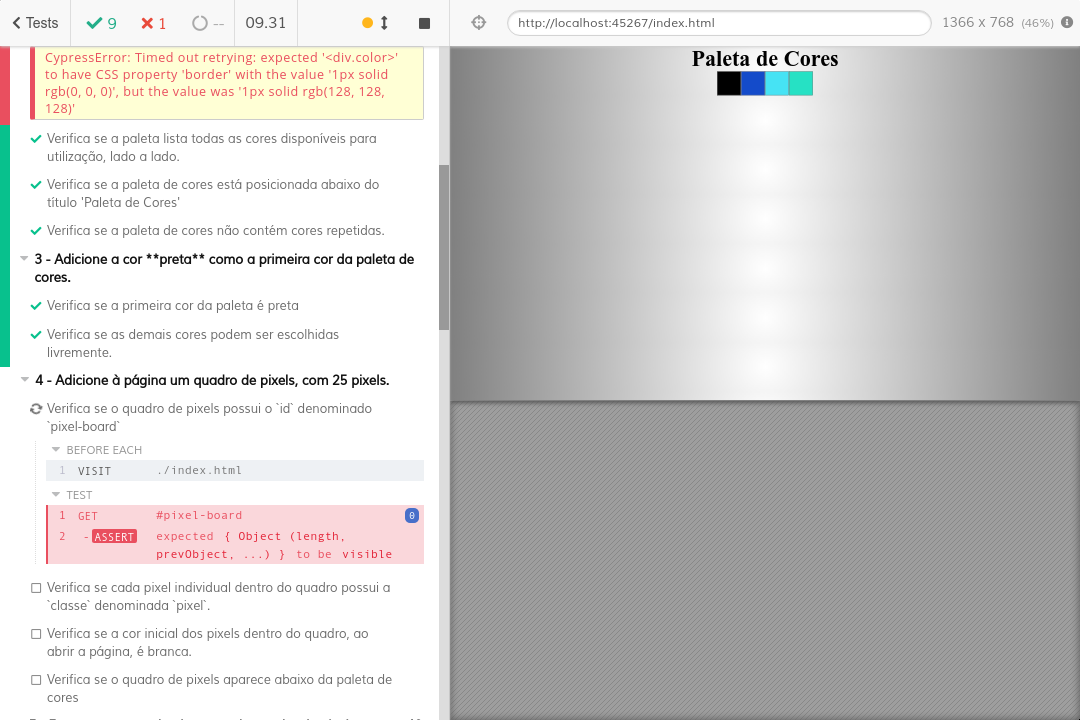 Tests
9
1
--
09.31
http://localhost:45267/index.html
1366 x 768 (46%)
CypressError: Timed out retrying: expected '<div.color>'
to have CSS property 'border' with the value '1px solid
rgb(0, 0, 0)', but the value was '1px solid rgb(128, 128,
128)'
Verifica se a paleta lista todas as cores disponíveis para
utilização, lado a lado.
Verifica se a paleta de cores está posicionada abaixo do
título 'Paleta de Cores'
Verifica se a paleta de cores não contém cores repetidas.
3 - Adicione a cor **preta** como a primeira cor da paleta de
cores.
Verifica se a primeira cor da paleta é preta
Verifica se as demais cores podem ser escolhidas
livremente.
4 - Adicione à página um quadro de pixels, com 25 pixels.
Verifica se o quadro de pixels possui o `id` denominado
`pixel-board`
BEFORE EACH
1 VISIT ./index.html
TEST
1 GET #pixel-board 0
2 -ASSERT expected { Object (length,
prevObject, ...) } to be visible
Verifica se cada pixel individual dentro do quadro possui a
`classe` denominada `pixel`.
Verifica se a cor inicial dos pixels dentro do quadro, ao
abrir a página, é branca.
Verifica se o quadro de pixels aparece abaixo da paleta de
cores
Paleta de Cores